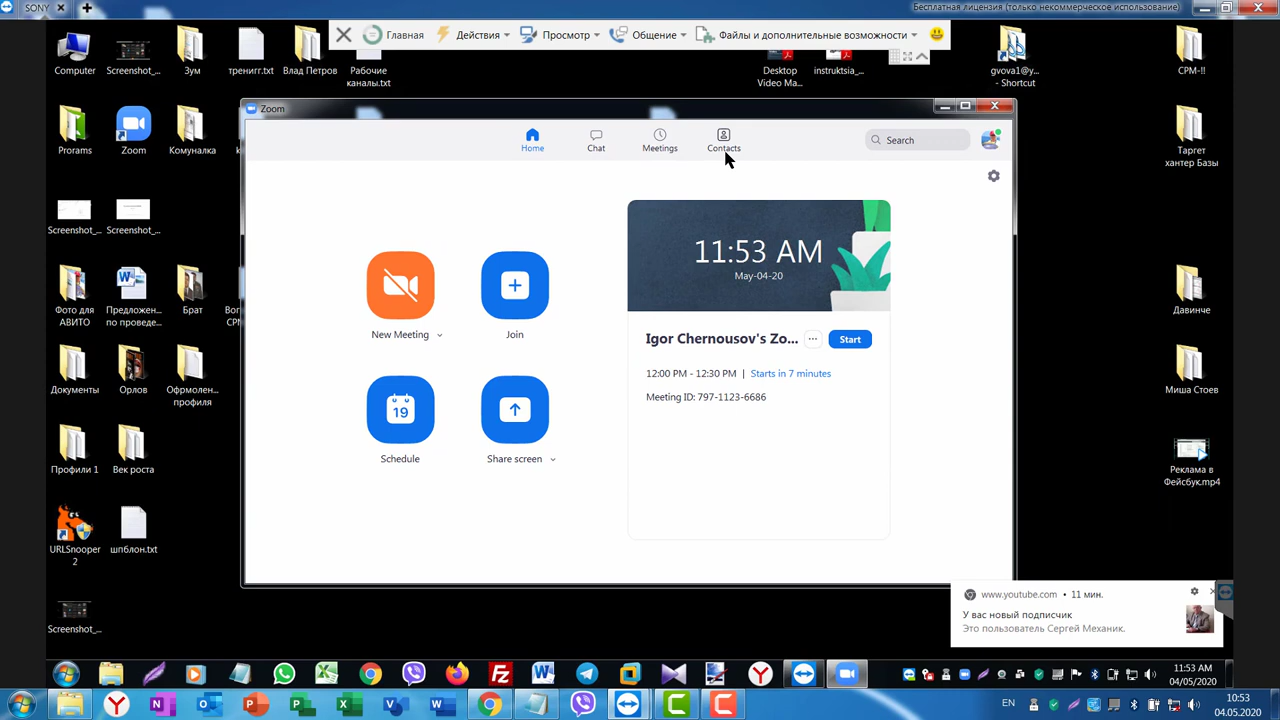 SONY
Бесплатная лицензия (только некоммерческое использование)
Главная
Действия
Просмотр
Общение
Файлы и дополнительные возможности
Computer
Screenshot_...
Зум
тренигг.txt
Влад Петров
Рабочие
каналы.txt
Desktop
Video Ma...
instruktsia_...
gvova1@y...
- Shortcut
CPM-!!
Prorams
Zoom
Комуналка
Таргет
хантер Базы
Screenshot_...
Screenshot_...
Фото для
АВИТО
Предложен...
по проведе...
Брат
Давинче
Документы
Орлов
Офрмолен...
профиля
Миша Стоев
Профили 1
Век роста
Реклама в
Фейсбук.mp4
URLSnooper
2
шпблон.txt
Screenshot_...
Zoom
Home
Chat
Meetings
Contacts
Search
New Meeting
Join
19
Schedule
Share screen
11:53 AM
May-04-20
Igor Chernousov's Zo...
Start
12:00 PM - 12:30 PM | Starts in 7 minutes
Meeting ID: 797-1123-6686
www.youtube.com • 11 мин.
У вас новый подписчик
Это пользователь Сергей Механик.
11:53 AM
04/05/2020
EN
10:53
04.05.2020